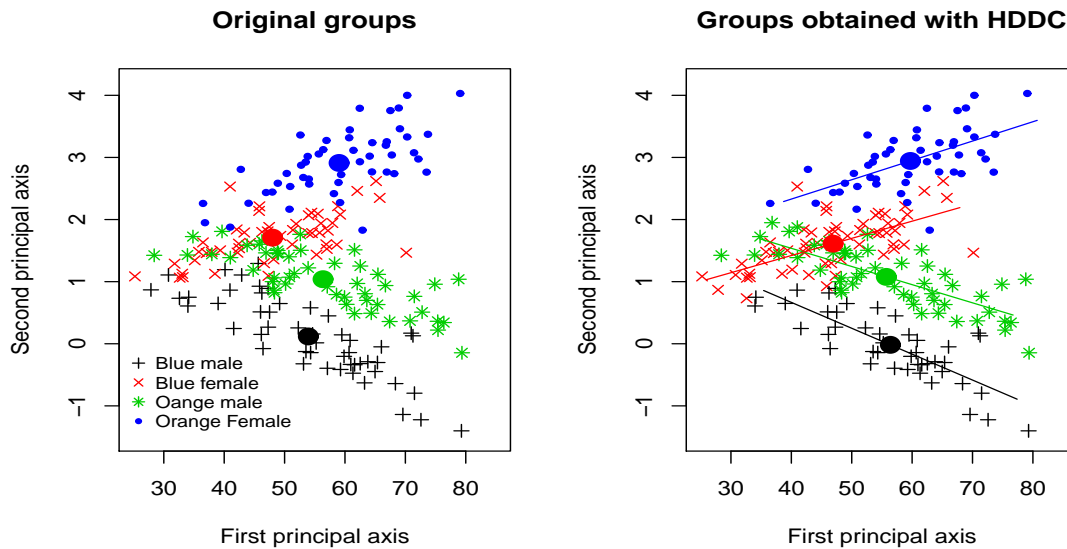 Original groups
Groups obtained with HDDC
Second principal axis
4
3
2
1
0
−1
Blue male
Blue female
Oange male
Orange Female
30 40 50 60 70 80
First principal axis
Second principal axis
4
3
2
1
0
−1
30 40 50 60 70 80
First principal axis